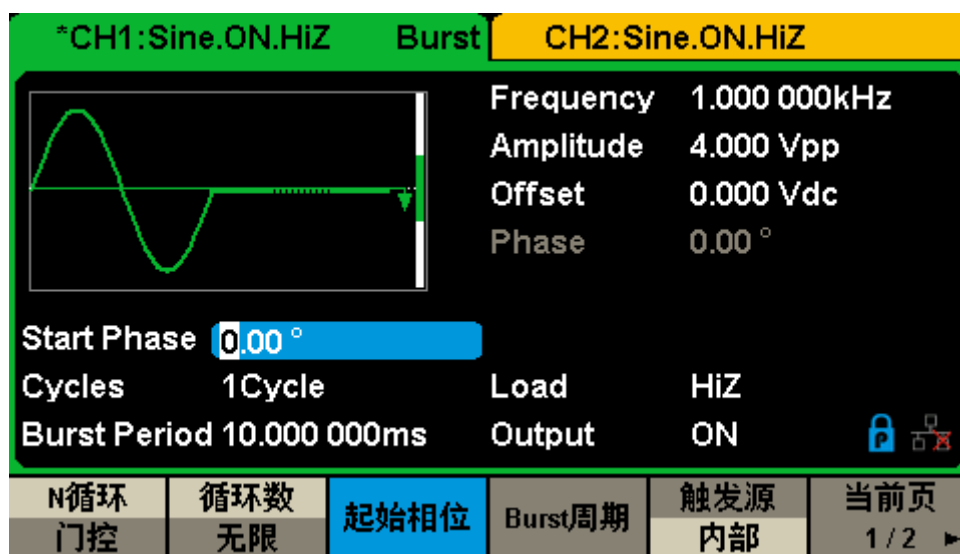 *CH1:Sine.ON.HiZ Burst CH2:Sine.ON.HiZ
Frequency 1.000 000kHz
Amplitude 4.000 Vpp
Offset 0.000 Vdc
Phase 0.00 °
Start Phase 0.00 °
Cycles 1Cycle Load HiZ
Burst Period 10.000 000ms Output ON
N循环 循环数 起始相位 Burst周期 触发源 当前页
门控 无限 内部 1/2 ►